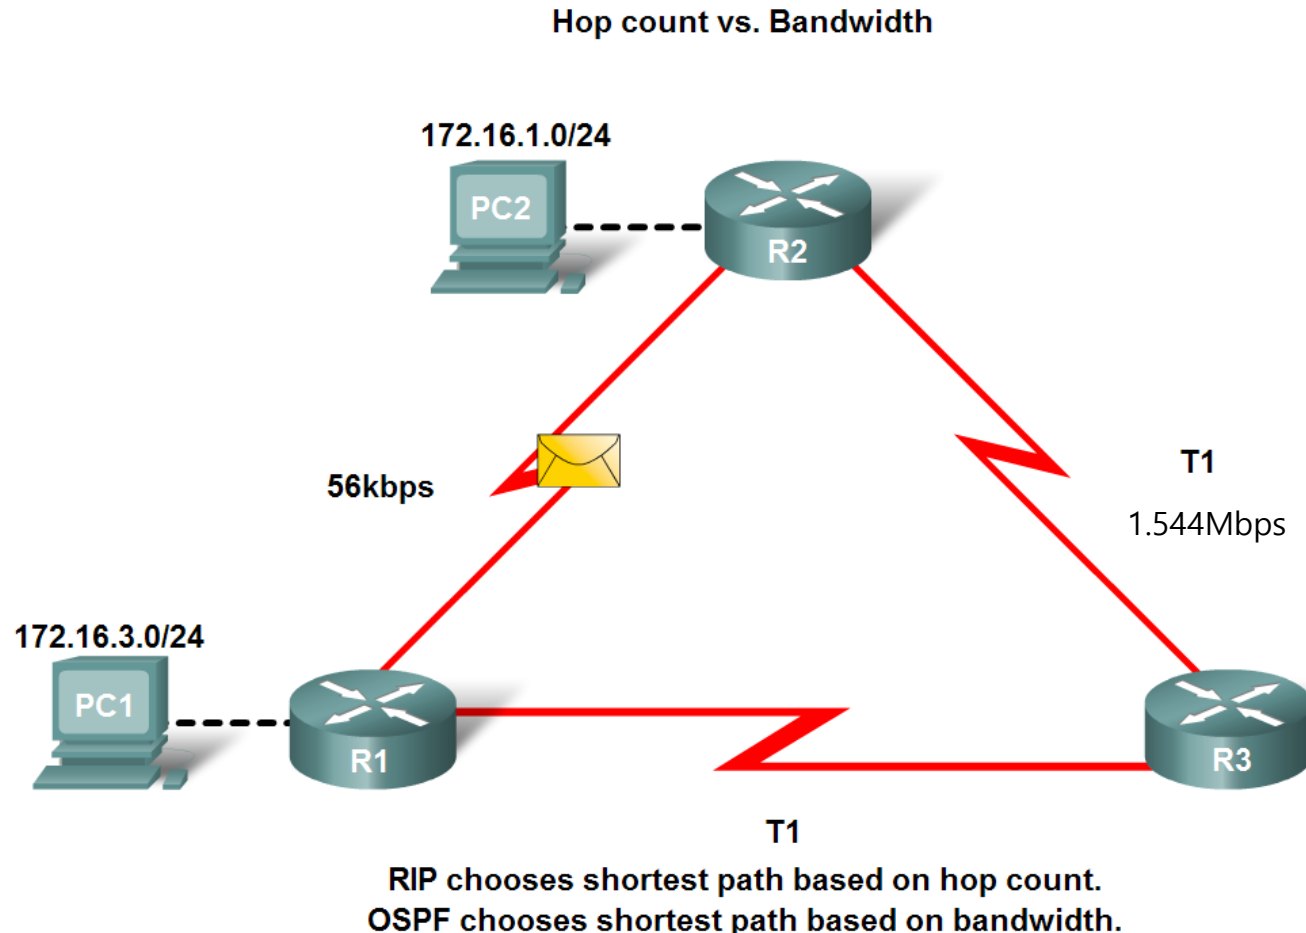 Hop count vs. Bandwidth
172.16.1.0/24
PC2
R2
56kbps
T1
1.544Mbps
172.16.3.0/24
PC1
R1
R3
T1
RIP chooses shortest path based on hop count.
OSPF chooses shortest path based on bandwidth.